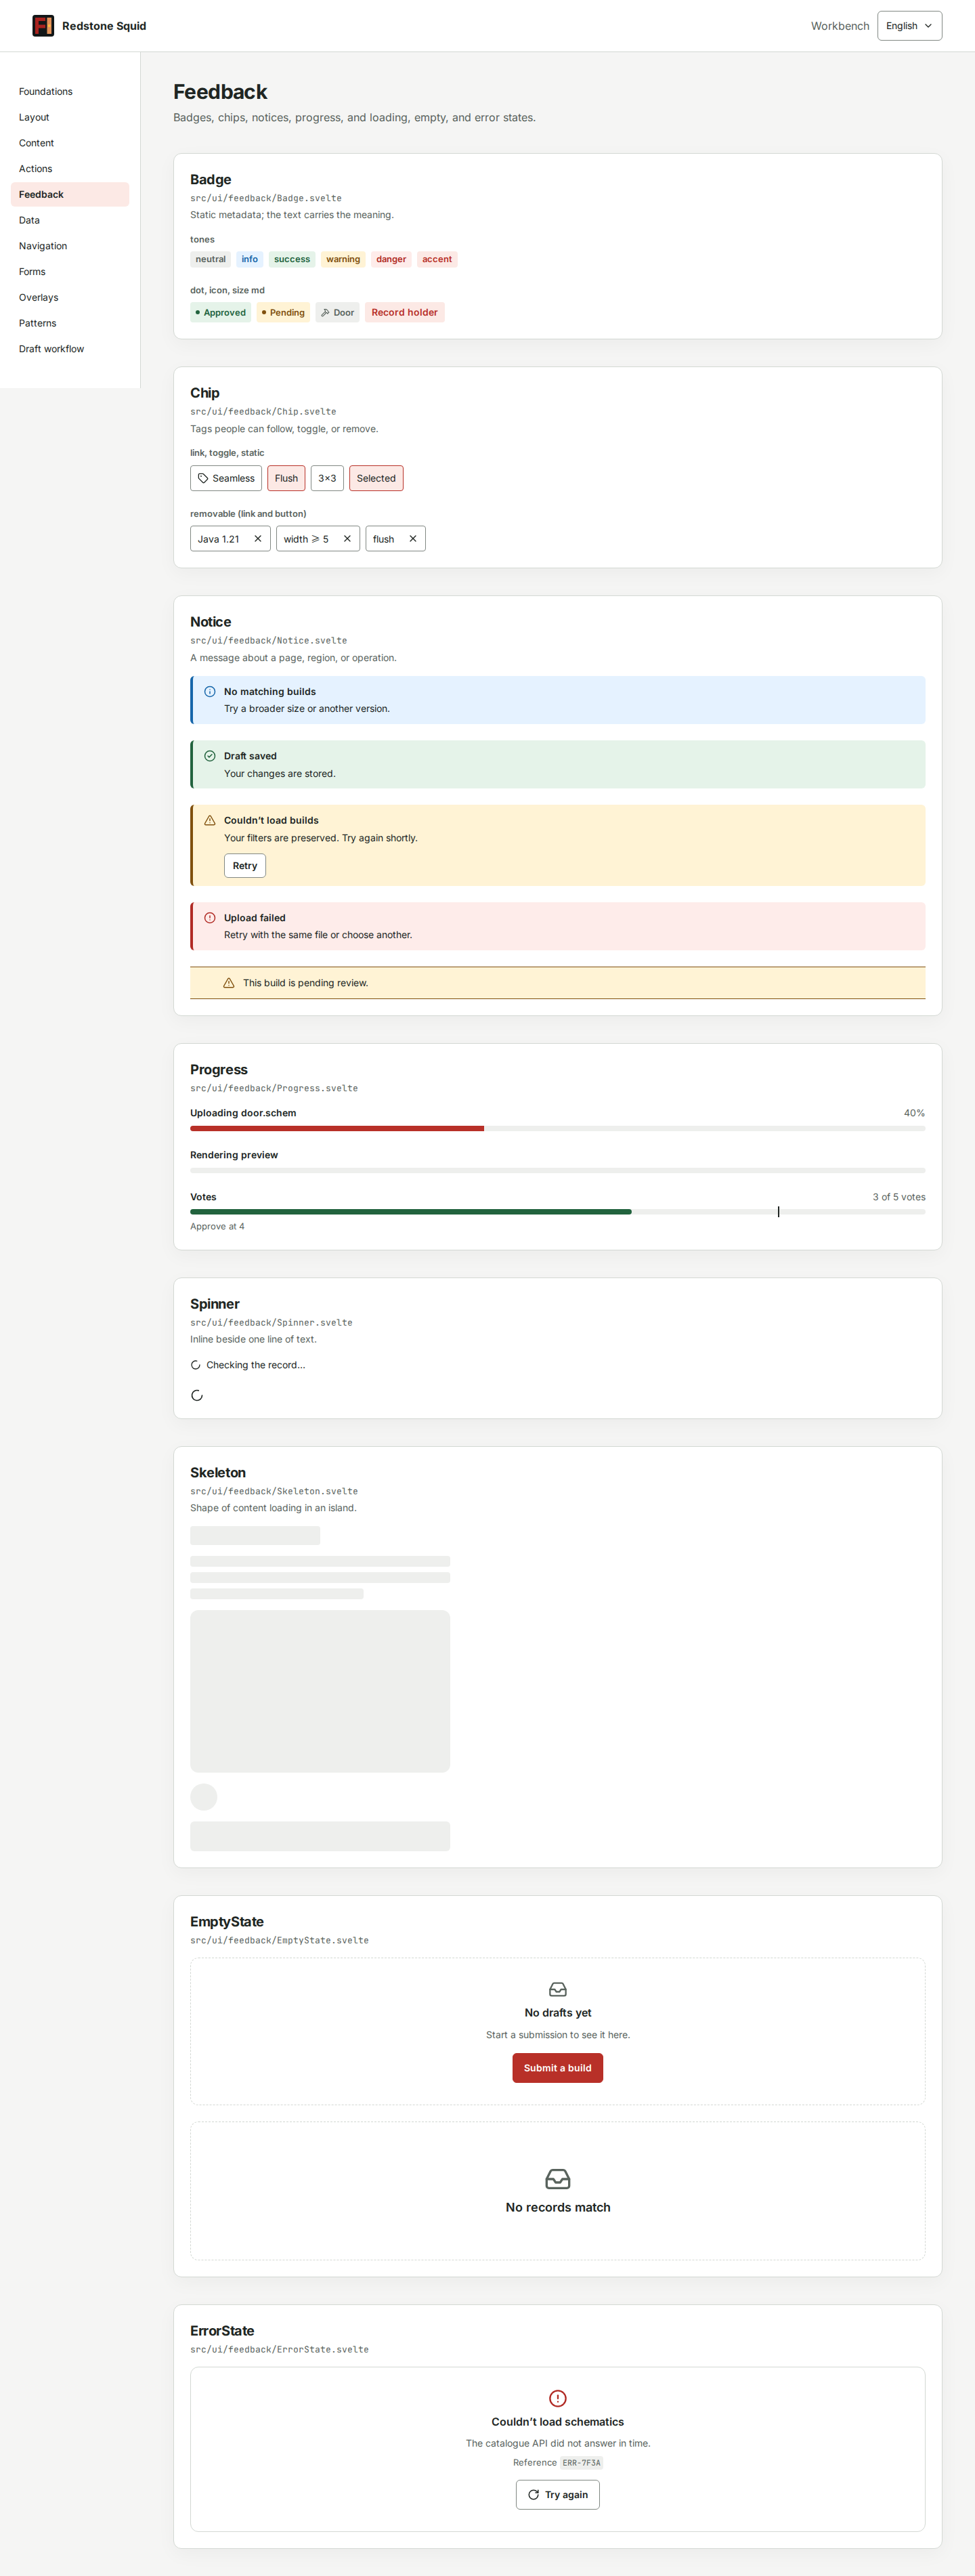 Redstone Squid
Workbench
English
Foundations
Layout
Content
Actions
Feedback
Data
Navigation
Forms
Overlays
Patterns
Draft workflow
Feedback
Badges, chips, notices, progress, and loading, empty, and error states.
Badge
src/ui/feedback/Badge.svelte
Static metadata; the text carries the meaning.
tones
neutral info success warning danger accent
dot, icon, size md
Approved Pending Door Record holder
Chip
src/ui/feedback/Chip.svelte
Tags people can follow, toggle, or remove.
link, toggle, static
Seamless Flush 3×3 Selected
removable (link and button)
Java 1.21 width ⩾ 5 flush
Notice
src/ui/feedback/Notice.svelte
A message about a page, region, or operation.
No matching builds
Try a broader size or another version.
Draft saved
Your changes are stored.
Couldn’t load builds
Your filters are preserved. Try again shortly.
Retry
Upload failed
Retry with the same file or choose another.
This build is pending review.
Progress
src/ui/feedback/Progress.svelte
Uploading door.schem 40%
Rendering preview
Votes 3 of 5 votes
Approve at 4
Spinner
src/ui/feedback/Spinner.svelte
Inline beside one line of text.
Checking the record…
Skeleton
src/ui/feedback/Skeleton.svelte
Shape of content loading in an island.
EmptyState
src/ui/feedback/EmptyState.svelte
No drafts yet
Start a submission to see it here.
Submit a build
No records match
ErrorState
src/ui/feedback/ErrorState.svelte
Couldn’t load schematics
The catalogue API did not answer in time.
Reference ERR-7F3A
Try again